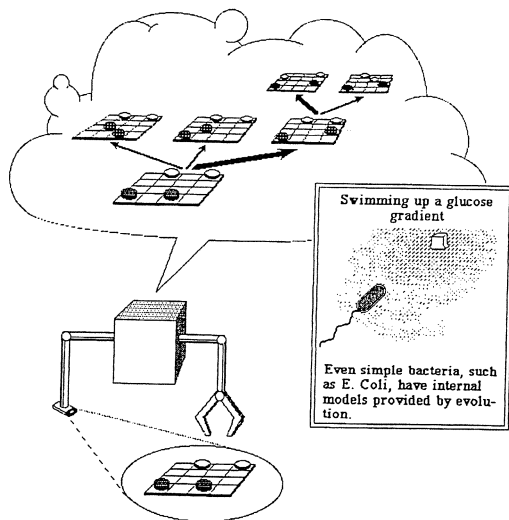 Swimming up a glucose
gradient
Even simple bacteria, such
as E. Coli, have internal
models provided by evolu-
tion.